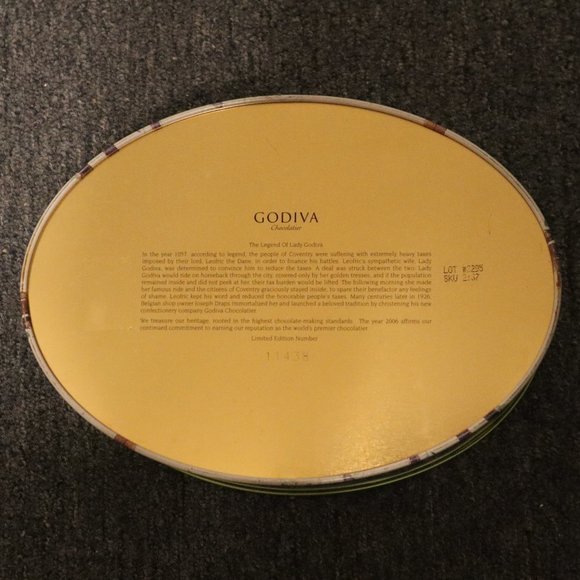 GODIVA
Chocolatier
The Legend Of Lady Godiva
In the year 1057, according to legend, the people of Coventry were suffering with extremely heavy taxes
imposed by their lord, Leofric the Dane, in order to finance his battles. Leofric's sympathetic wife, Lady
Godiva, was determined to convince him to reduce the taxes. A deal was struck between the two: Lady
Godiva would ride on horseback through the city, covered only by her golden tresses, and if the population
remained inside and did not peek at her their tax burden would be lifted. The following morning she made
her famous ride and the citizens of Coventry graciously stayed inside, to spare their benefactor any feelings
of shame. Leofric kept his word and reduced the honorable people's taxes. Many centuries later in 1926,
Belgian shop owner Joseph Draps immortalized her and launched a beloved tradition by christening his new
confectionery company Godiva Chocolatier.
We treasure our heritage, rooted in the highest chocolate-making standards. The year 2006 affirms our
continued commitment to earning our reputation as the world's premier chocolatier.
Limited Edition Number
11438
LOT
SKU